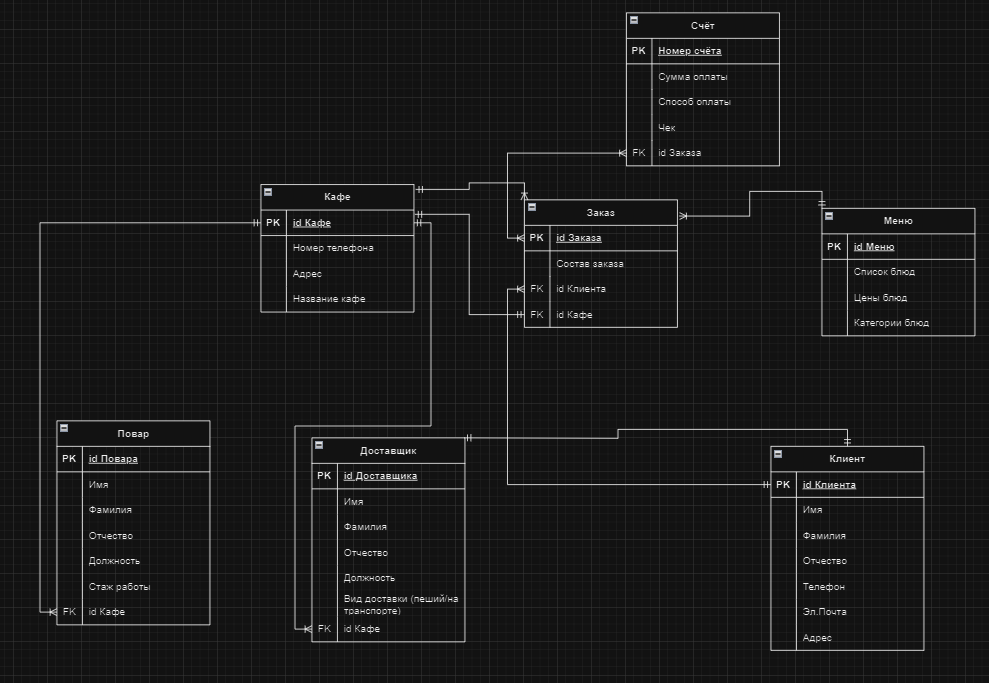 Счёт
PK Номер счёта
Сумма оплаты
Способ оплаты
Чек
FK id Заказа
Кафе
PK id Кафе
Номер телефона
Адрес
Название кафе
Заказ
PK id Заказа
Состав заказа
FK id Клиента
FK id Кафе
Меню
PK id Меню
Список блюд
Цены блюд
Категории блюд
Повар
PK id Повара
Имя
Фамилия
Отчество
Должность
Стаж работы
FK id Кафе
Доставщик
PK id Доставщика
Имя
Фамилия
Отчество
Должность
Вид доставки (пеший/на
транспорте)
FK id Кафе
Клиент
PK id Клиента
Имя
Фамилия
Отчество
Телефон
Эл.Почта
Адрес